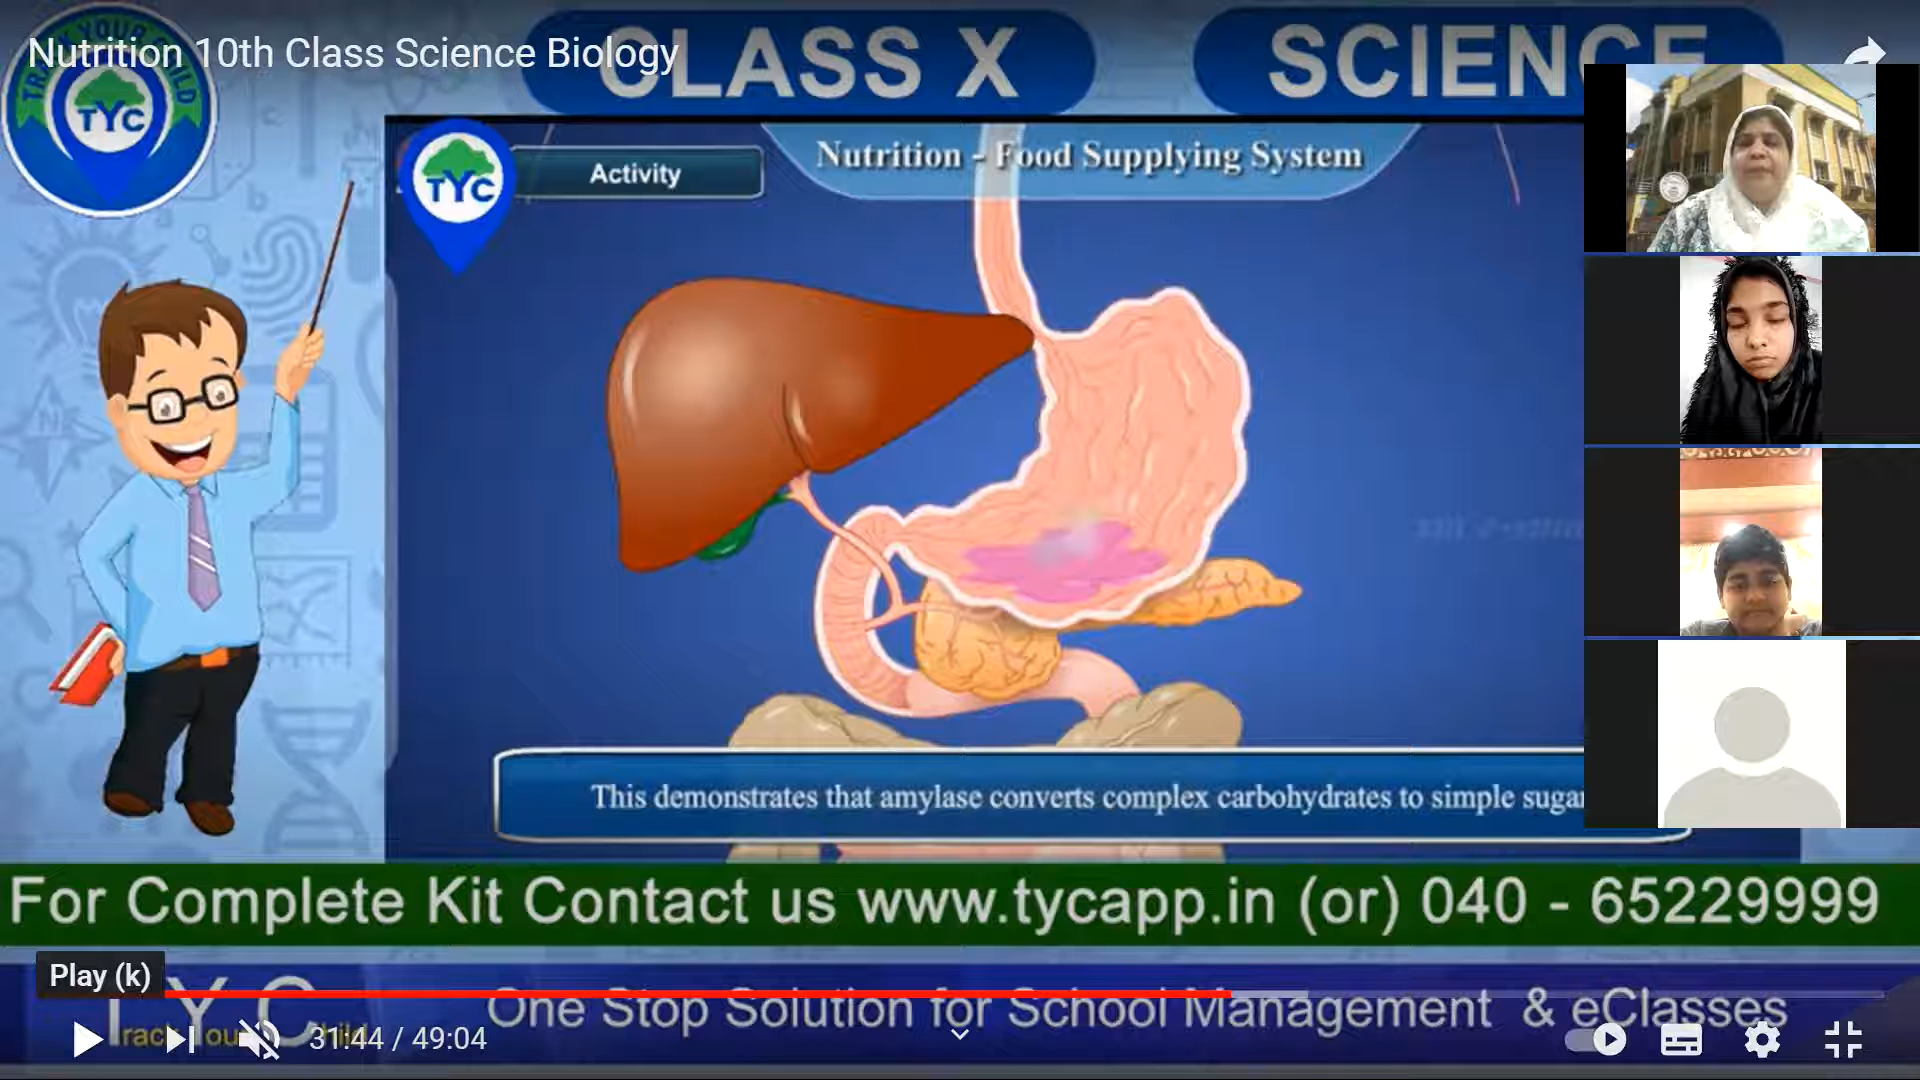 CLASS X
SCIENCE
Nutrition 10th Class Science Biology
TYC
TYC
Activity
Nutrition - Food Supplying System
This demonstrates that amylase converts complex carbohydrates to simple sugar
For Complete Kit Contact us www.tycapp.in (or) 040 - 65229999
Play (k)
T Y C
One Stop Solution for School Management & eClasses
31:44 / 49:04